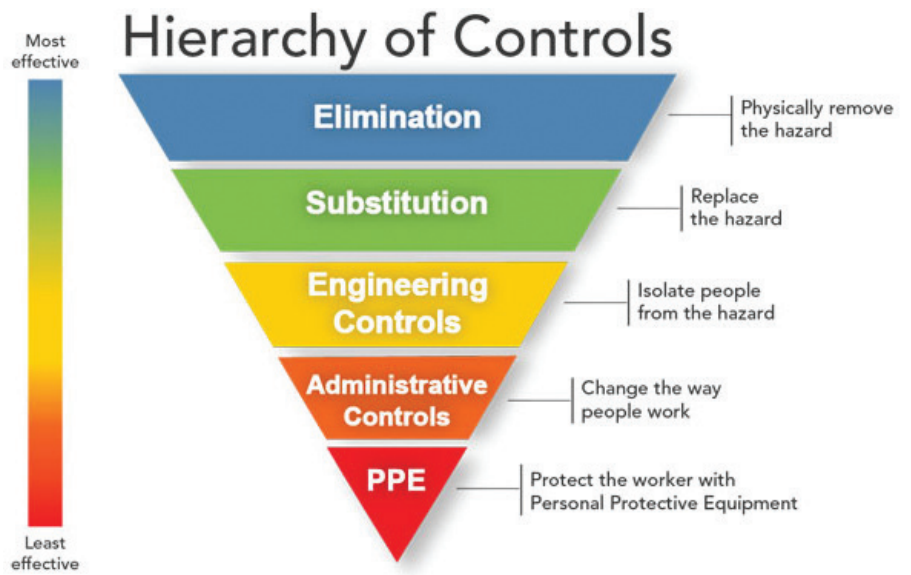 Hierarchy of Controls
Most
effective
Elimination
Physically remove
the hazard
Substitution
Replace
the hazard
Engineering
Controls
Isolate people
from the hazard
Administrative
Controls
Change the way
people work
PPE
Protect the worker with
Personal Protective Equipment
Least
effective